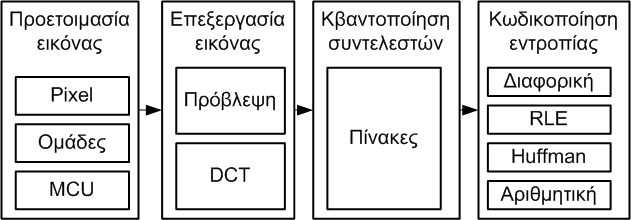 Προετοιμασία
εικόνας
Pixel
Ομάδες
MCU
Επεξεργασία
εικόνας
Πρόβλεψη
DCT
Κβαντοποίηση
συντελεστών
Πίνακες
Κωδικοποίηση
εντροπίας
Διαφορική
RLE
Huffman
Αριθμητική